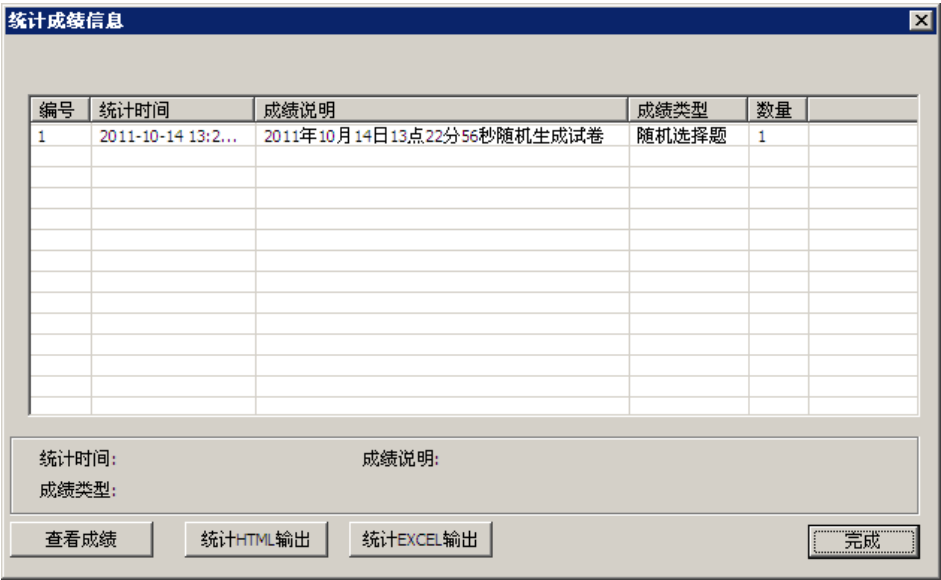 统计成绩信息
编号 统计时间 成绩说明 成绩类型 数量
1 2011-10-14 13:2... 2011年10月14日13点22分56秒随机生成试卷 随机选择题 1
统计时间: 成绩说明:
成绩类型:
查看成绩 统计HTML输出 统计EXCEL输出 完成